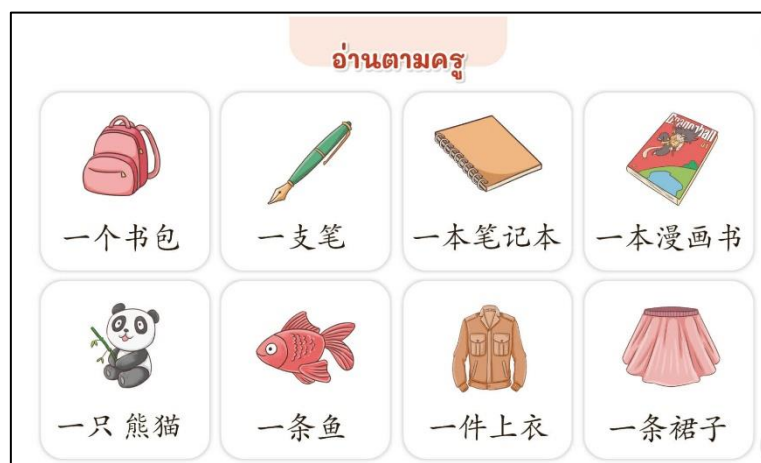 อ่านตามครู
一个书包
一支笔
一本笔记本
Dragonball
一本漫画书
一只 熊猫
一条鱼
一件上衣
一条裙子